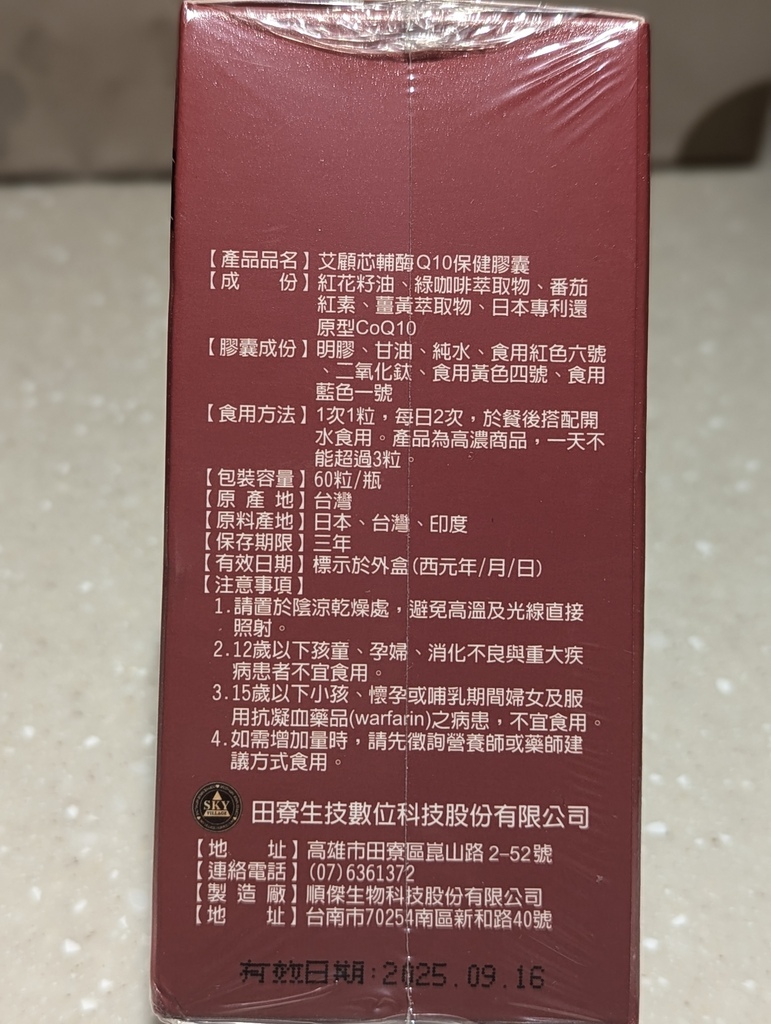 【產品品名】艾顧芯輔酶Q10保健膠囊
【成　　份】紅花籽油、綠咖啡萃取物、番茄
紅素、薑黃萃取物、日本專利還
原型CoQ10
【膠囊成份】明膠、甘油、純水、食用紅色六號
、二氧化鈦、食用黃色四號、食用
藍色一號
【食用方法】1次1粒，每日2次，於餐後搭配開
水食用。產品為高濃商品，一天不
能超過3粒。
【包裝容量】60粒/瓶
【原 產 地】台灣
【原料產地】日本、台灣、印度
【保存期限】三年
【有效日期】標示於外盒(西元年/月/日)
【注意事項】
1.請置於陰涼乾燥處，避免高溫及光線直接
照射。
2.12歲以下孩童、孕婦、消化不良與重大疾
病患者不宜食用。
3.15歲以下小孩、懷孕或哺乳期間婦女及服
用抗凝血藥品(warfarin)之病患，不宜食用。
4.如需增加量時，請先徵詢營養師或藥師建
議方式食用。
SKY
VILLAGE
田寮生技數位科技股份有限公司
【地　　址】高雄市田寮區崑山路2-52號
【連絡電話】(07)6361372
【製 造 廠】順傑生物科技股份有限公司
【地　　址】台南市70254南區新和路40號
有效日期:2025.09.16